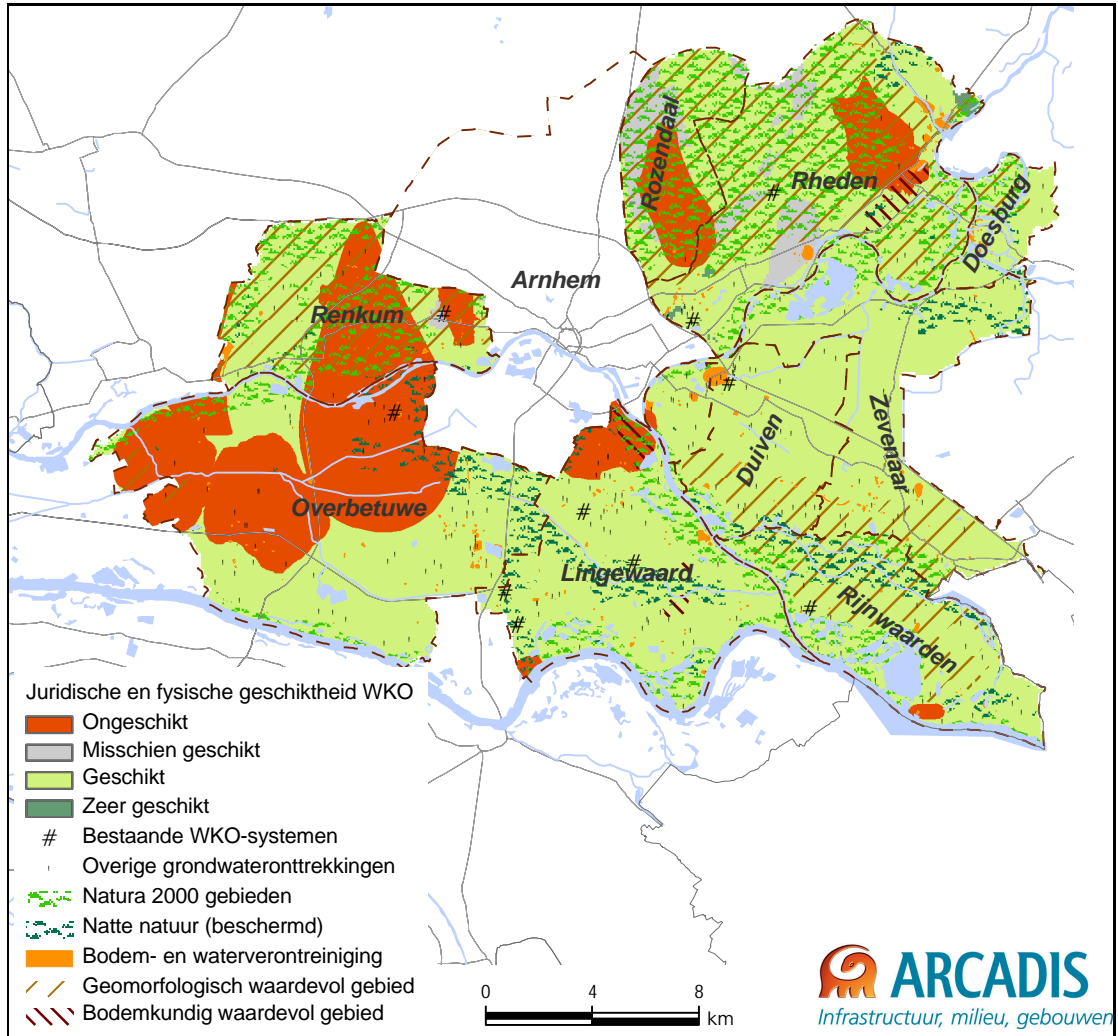 Rozendaal
Rheden
Doesburg
Arnhem
Renkum
Zevenaar
Duiven
Overbetuwe
Lingewaard
Rijnwaarden
Juridische en fysische geschiktheid WKO
Ongeschikt
Misschien geschikt
Geschikt
Zeer geschikt
# Bestaande WKO-systemen
Overige grondwateronttrekkingen
Natura 2000 gebieden
Natte natuur (beschermd)
Bodem- en waterverontreiniging
Geomorfologisch waardevol gebied
Bodemkundig waardevol gebied
0 4 8 km
ARCADIS
Infrastructuur, milieu, gebouwen